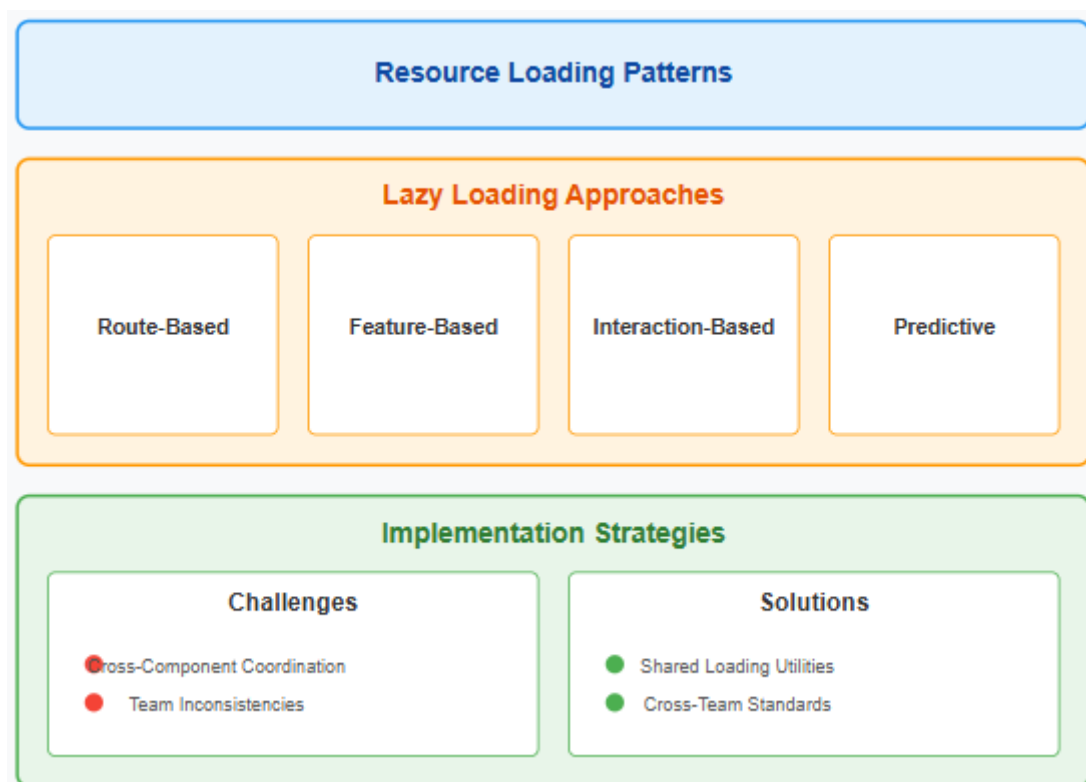 Resource Loading Patterns
Lazy Loading Approaches
Route-Based
Feature-Based
Interaction-Based
Predictive
Implementation Strategies
Challenges
Cross-Component Coordination
Team Inconsistencies
Solutions
Shared Loading Utilities
Cross-Team Standards